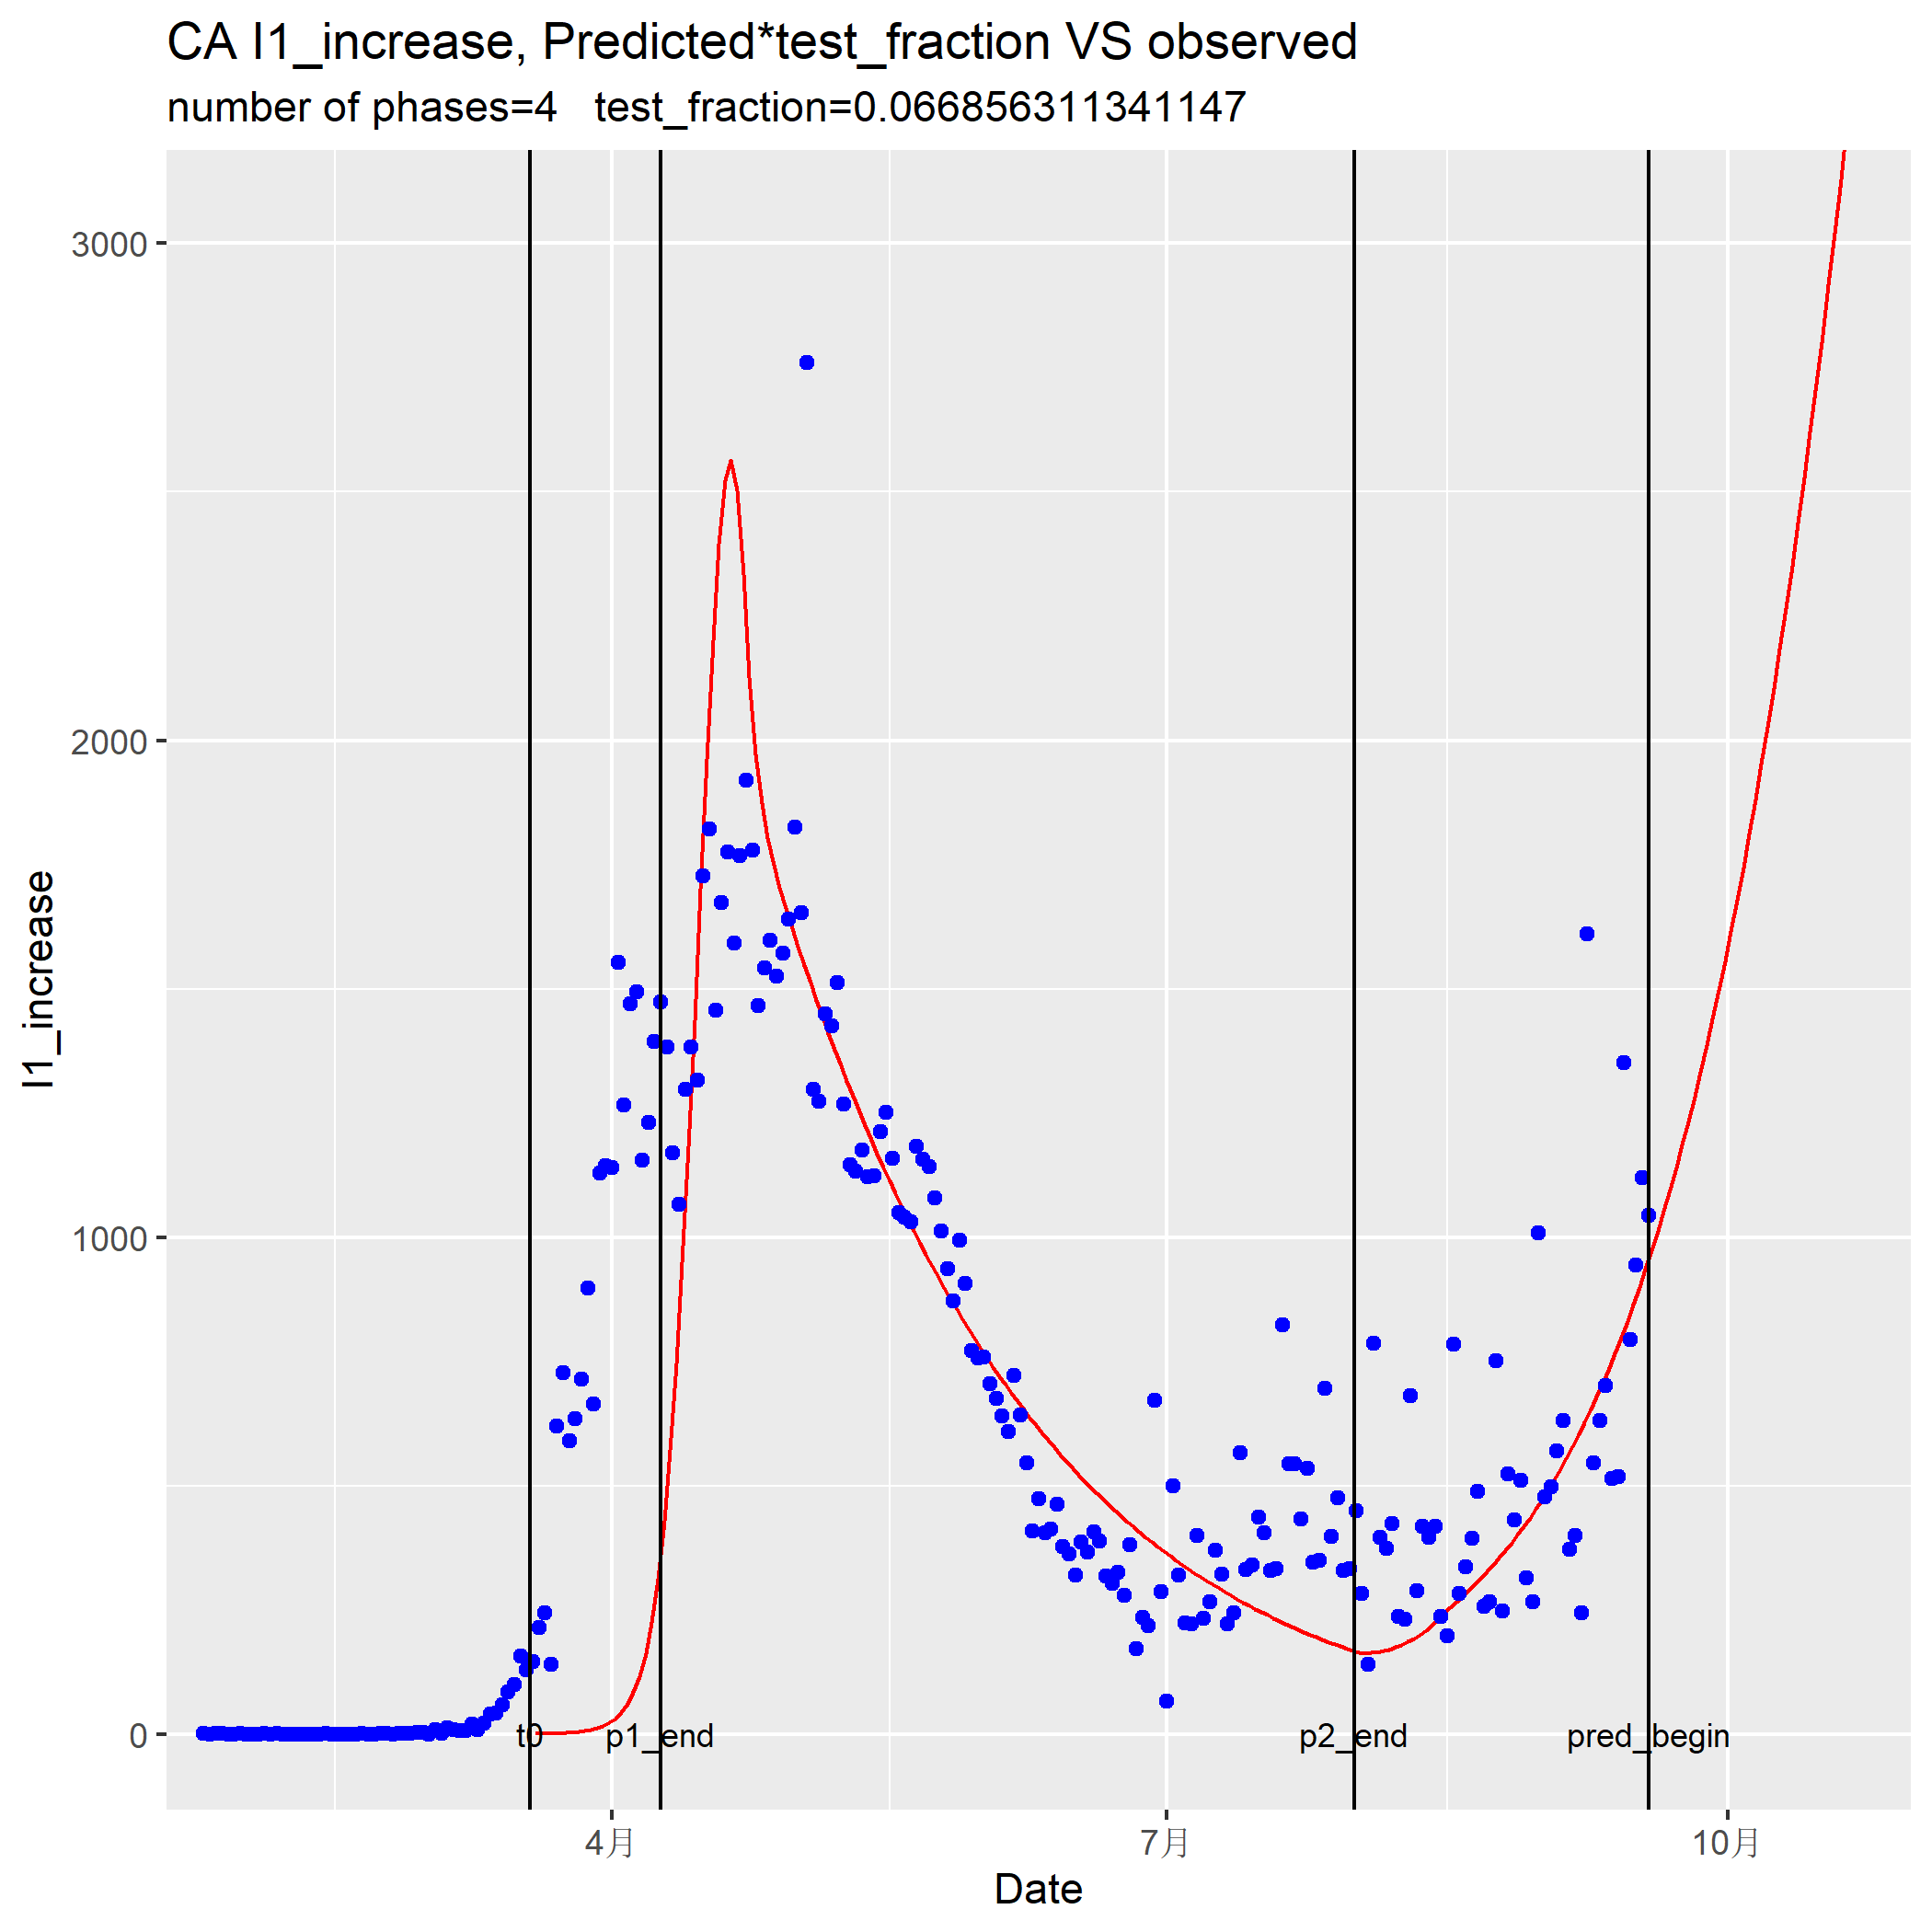 CA I1_increase, Predicted*test_fraction VS observed
number of phases=4 test_fraction=0.066856311341147
3000
2000
1000
0
I1_increase
t0
p1_end
p2_end
pred_begin
4月
7月
10月
Date